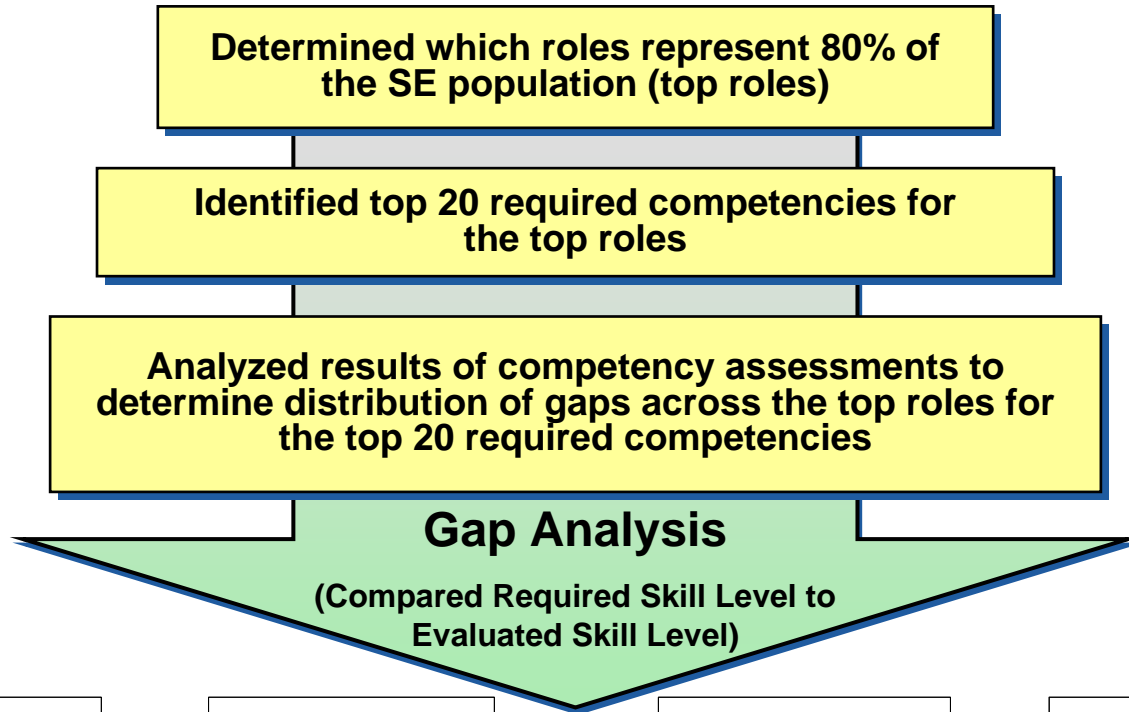 Determined which roles represent 80% of
the SE population (top roles)
Identified top 20 required competencies for
the top roles
Analyzed results of competency assessments to
determine distribution of gaps across the top roles for
the top 20 required competencies
Gap Analysis
(Compared Required Skill Level to
Evaluated Skill Level)